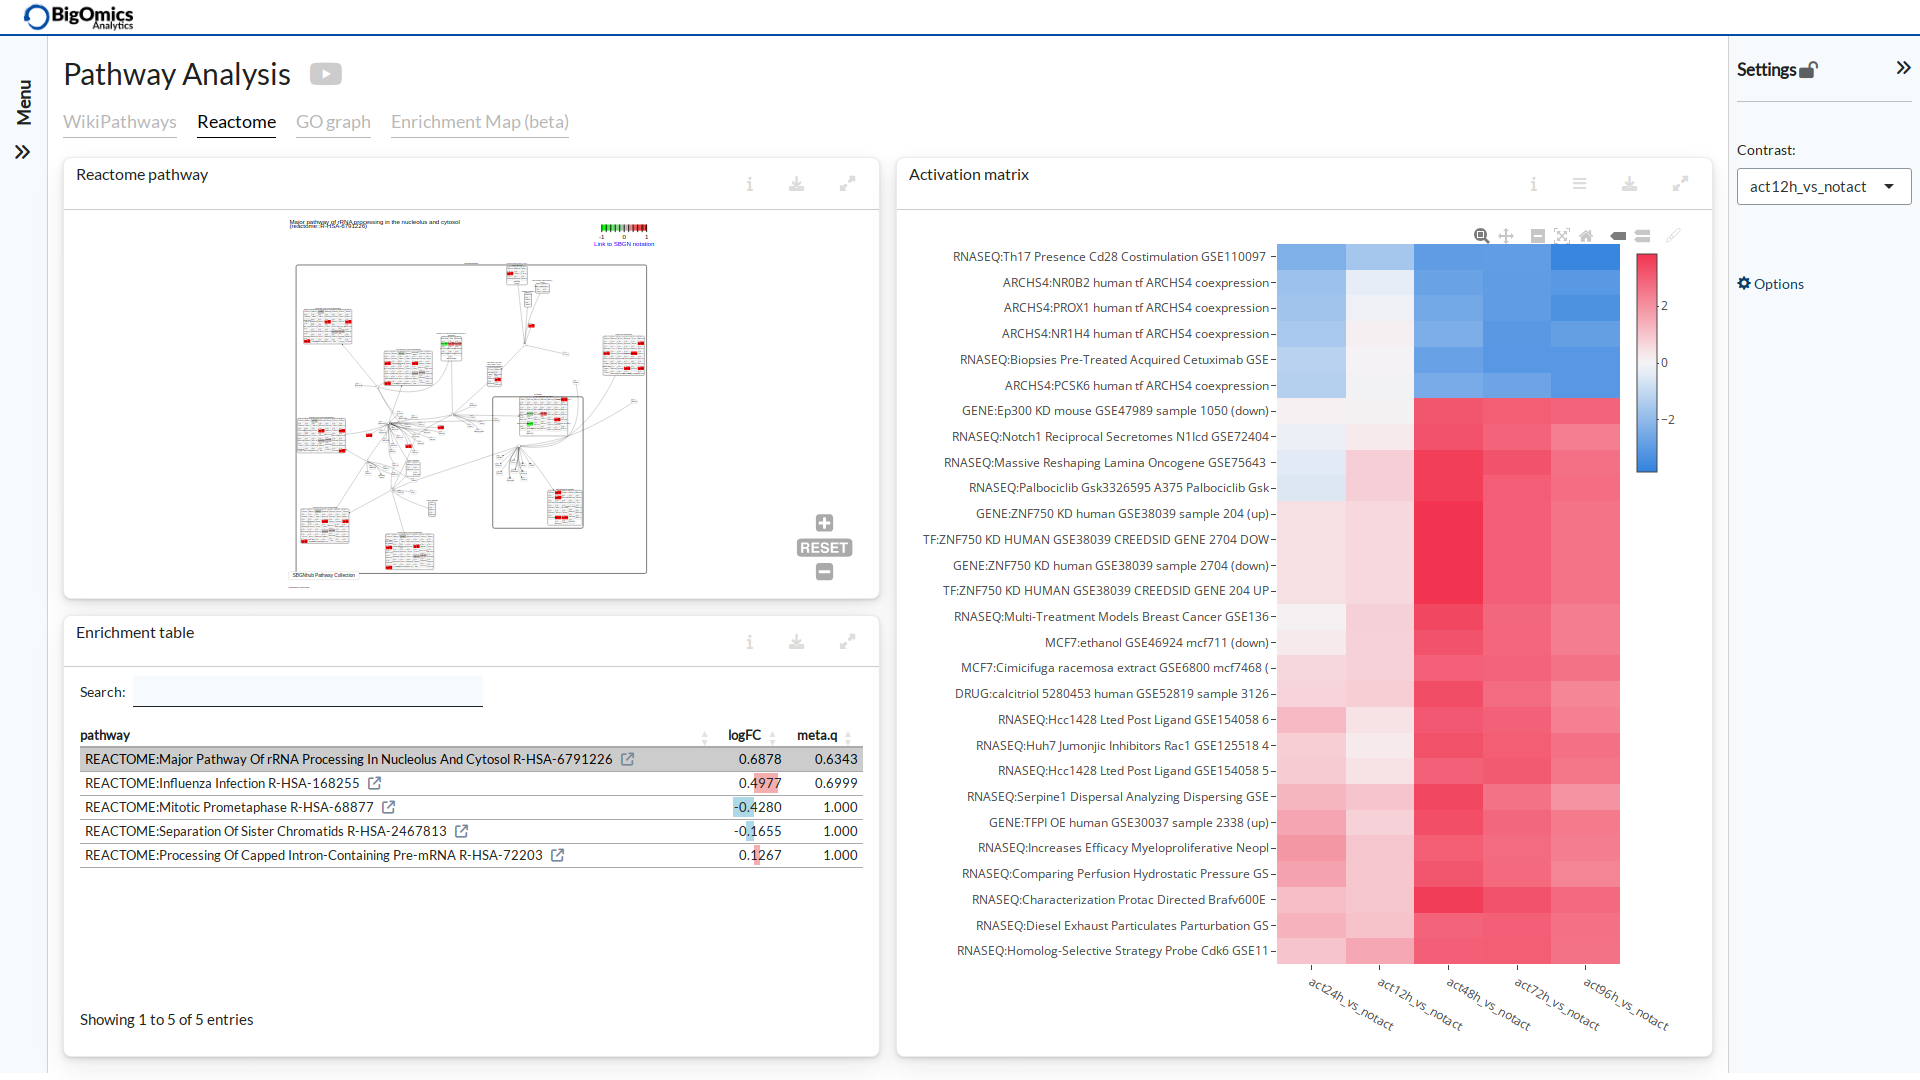 BigOmics
Analytics
Menu
Pathway Analysis
WikiPathways Reactome GO graph Enrichment Map (beta)
Reactome pathway
Major pathway of rRNA processing in the nucleolus and cytosol
(reactome::R-HSA-6791226)
-1 0 1
Link to SBGN notation
SBGNhub Pathway Collection
RESET
Enrichment table
Search:
pathway logFC meta.q
REACTOME:Major Pathway Of rRNA Processing In Nucleolus And Cytosol R-HSA-6791226 0.6878 0.6343
REACTOME:Influenza Infection R-HSA-168255 0.4977 0.6999
REACTOME:Mitotic Prometaphase R-HSA-68877 -0.4280 1.000
REACTOME:Separation Of Sister Chromatids R-HSA-2467813 -0.1655 1.000
REACTOME:Processing Of Capped Intron-Containing Pre-mRNA R-HSA-72203 0.1267 1.000
Showing 1 to 5 of 5 entries
Activation matrix
RNASEQ:Th17 Presence Cd28 Costimulation GSE110097
ARCHS4:NR0B2 human tf ARCHS4 coexpression
ARCHS4:PROX1 human tf ARCHS4 coexpression
ARCHS4:NR1H4 human tf ARCHS4 coexpression
RNASEQ:Biopsies Pre-Treated Acquired Cetuximab GSE
ARCHS4:PCSK6 human tf ARCHS4 coexpression
GENE:Ep300 KD mouse GSE47989 sample 1050 (down)
RNASEQ:Notch1 Reciprocal Secretomes N1Icd GSE72404
RNASEQ:Massive Reshaping Lamina Oncogene GSE75643
RNASEQ:Palbociclib Gsk3326595 A375 Palbociclib Gsk
GENE:ZNF750 KD human GSE38039 sample 204 (up)
TF:ZNF750 KD HUMAN GSE38039 CREEDSID GENE 2704 DOW
GENE:ZNF750 KD human GSE38039 sample 2704 (down)
TF:ZNF750 KD HUMAN GSE38039 CREEDSID GENE 204 UP
RNASEQ:Multi-Treatment Models Breast Cancer GSE136
MCF7:ethanol GSE46924 mcf711 (down)
MCF7:Cimicifuga racemosa extract GSE6800 mcf7468 (
DRUG:calcitriol 5280453 human GSE52819 sample 3126
RNASEQ:Hcc1428 Lted Post Ligand GSE154058 6
RNASEQ:Huh7 Jumonjic Inhibitors Rac1 GSE125518 4
RNASEQ:Hcc1428 Lted Post Ligand GSE154058 5
RNASEQ:Serpine1 Dispersal Analyzing Dispersing GSE
GENE:TFPI OE human GSE30037 sample 2338 (up)
RNASEQ:Increases Efficacy Myeloproliferative Neopl
RNASEQ:Comparing Perfusion Hydrostatic Pressure GS
RNASEQ:Characterization Protac Directed Brafv600E
RNASEQ:Diesel Exhaust Particulates Parturbation GS
RNASEQ:Homolog-Selective Strategy Probe Cdk6 GSE11
act24h_vs_notact act12h_vs_notact act48h_vs_notact act72h_vs_notact act96h_vs_notact
2
0
−2
Settings
Contrast:
act12h_vs_notact
Options